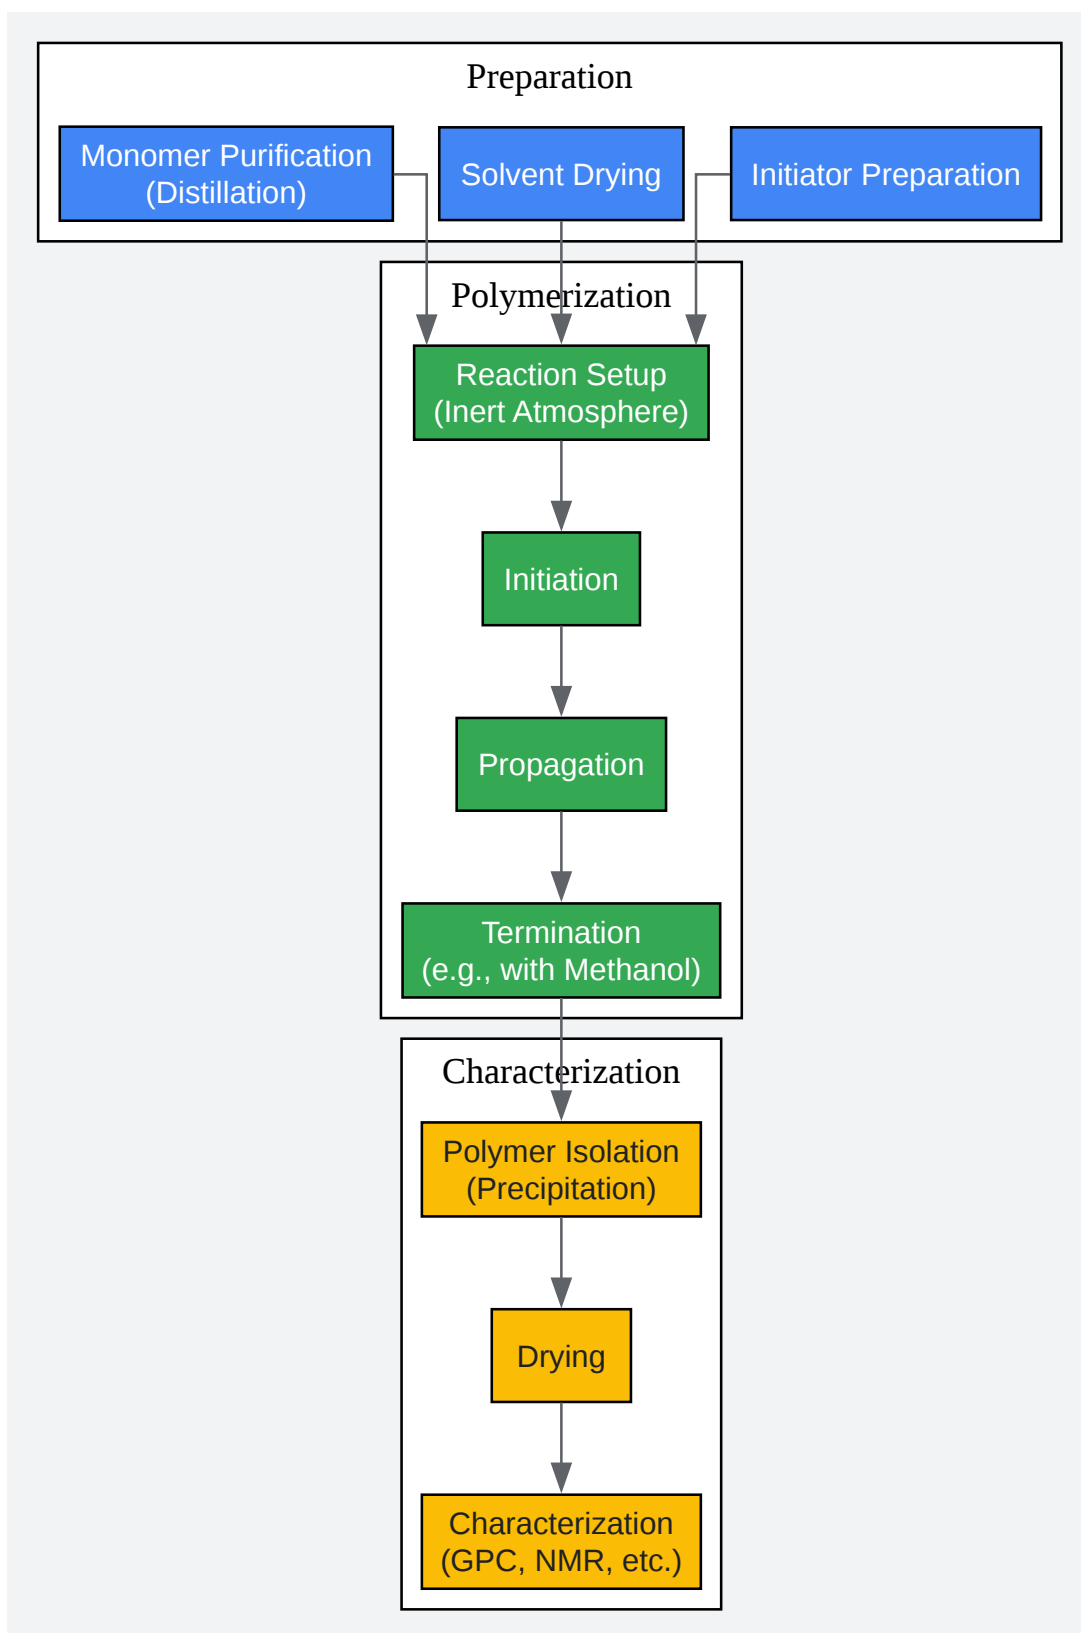 Preparation
Monomer Purification
(Distillation)
Solvent Drying
Initiator Preparation
Polymerization
Reaction Setup
(Inert Atmosphere)
Initiation
Propagation
Termination
(e.g., with Methanol)
Characterization
Polymer Isolation
(Precipitation)
Drying
Characterization
(GPC, NMR, etc.)